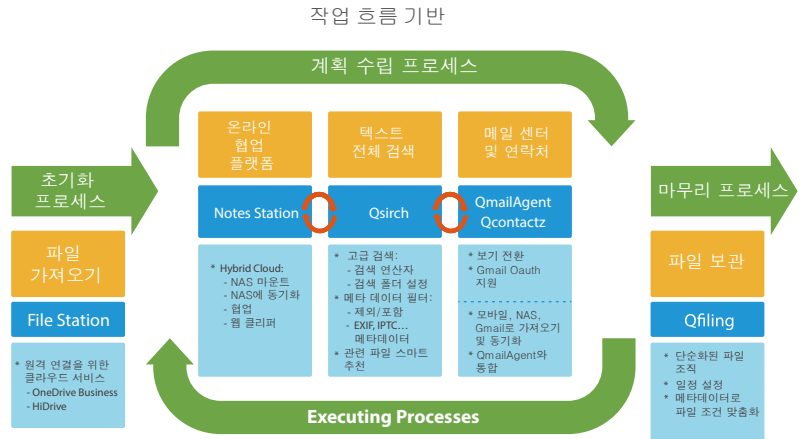 작업 흐름 기반
계획 수립 프로세스
초기화
프로세스
파일
가져오기
File Station
* 원격 연결을 위한
클라우드 서비스
- OneDrive Business
- HiDrive
온라인
협업
플랫폼
Notes Station
* Hybrid Cloud:
- NAS 마운트
- NAS에 동기화
- 협업
- 웹 클리퍼
텍스트
전체 검색
Qsirch
* 고급 검색:
- 검색 연산자
- 검색 폴더 설정
* 메타 데이터 필터:
- 제외/포함
- EXIF, IPTC...
메타데이터
* 관련 파일 스마트
추천
메일 센터
및 연락처
QmailAgent
Qcontactz
* 보기 전환
* Gmail Oauth
지원
* 모바일, NAS,
Gmail로 가져오기
및 동기화
* QmailAgent와
통합
마무리 프로세스
파일 보관
Qfiling
* 단순화된 파일
조직
* 일정 설정
* 메타데이터로
파일 조건 맞춤화
Executing Processes